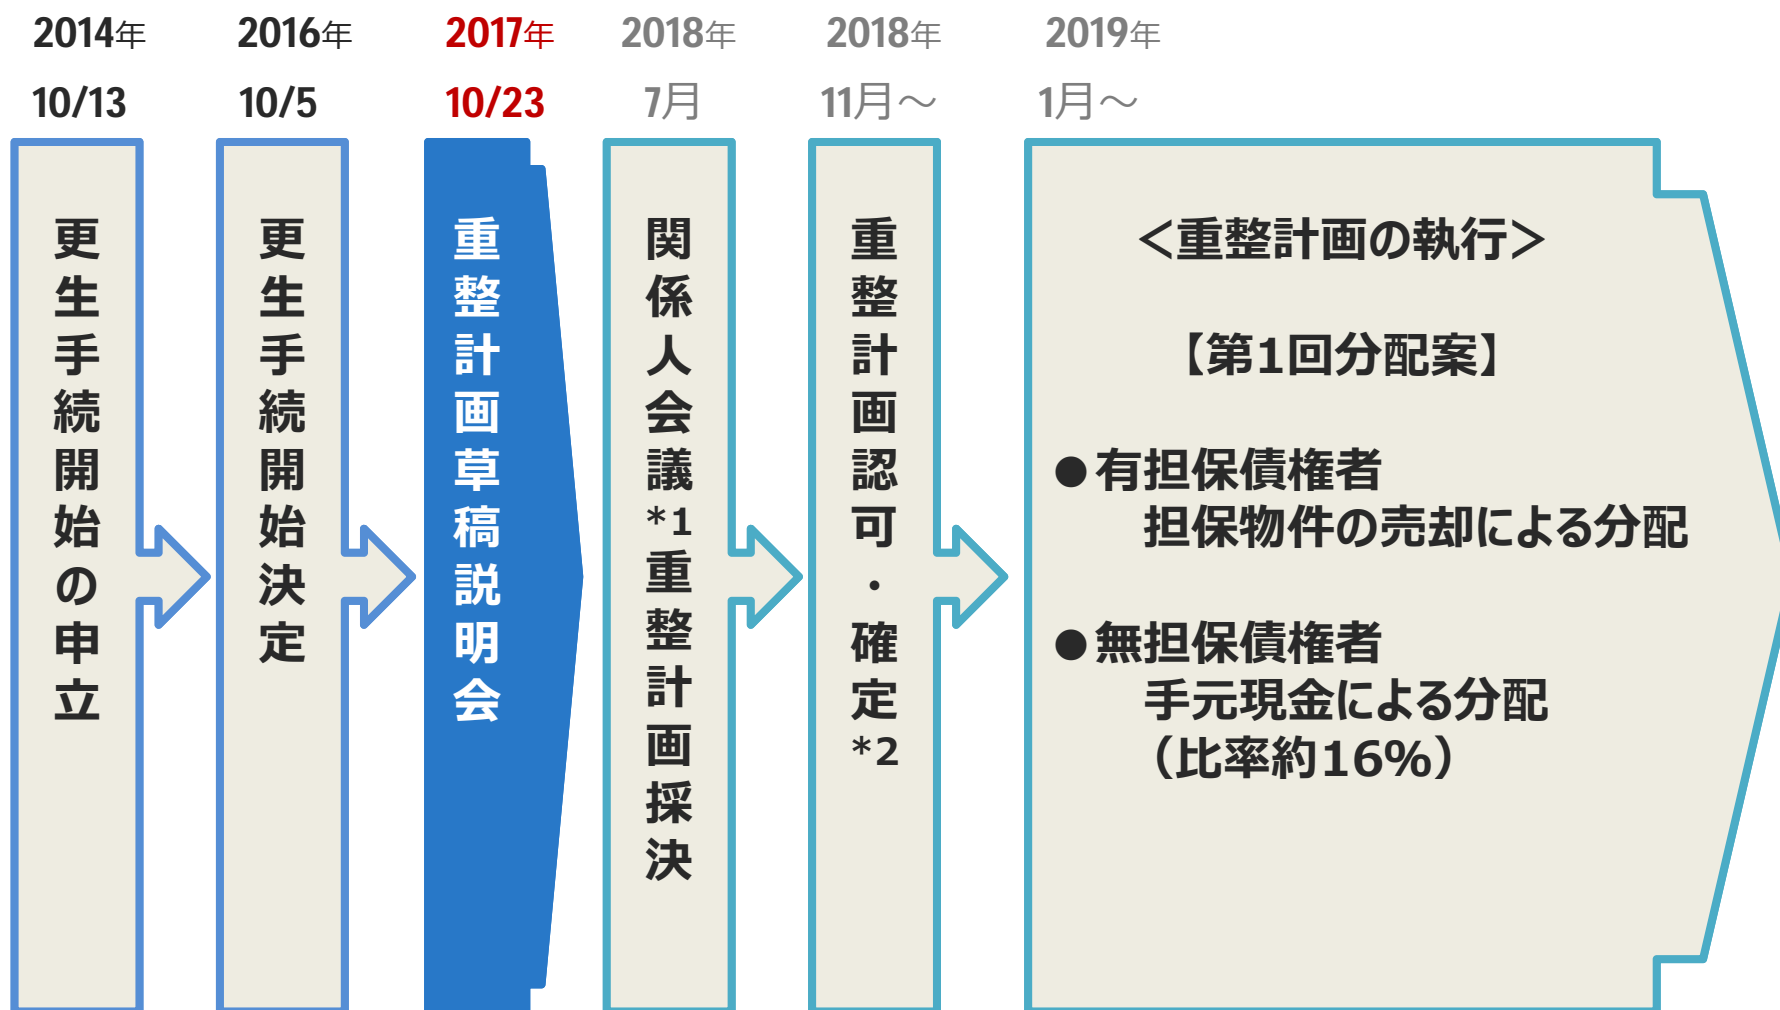 2014年
10/13
更生手続開始の申立
2016年
10/5
更生手続開始決定
2017年
10/23
重整計画草稿説明会
2018年
7月
関係人会議*1重整計画採決
2018年
11月～
重整計画認可・確定*2
2019年
1月～
＜重整計画の執行＞
【第1回分配案】
●有担保債権者
担保物件の売却による分配
●無担保債権者
手元現金による分配
（比率約16%）